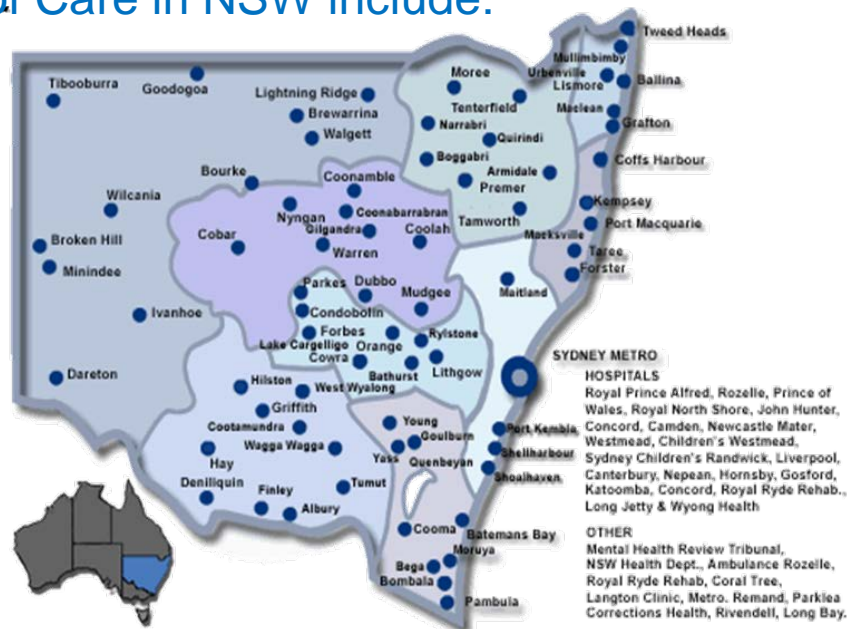 or Care in NSW include:
Tweed Heads
Mullimbimby
Tibooburra
Goodogoa
Moree
Urbenville
Lismore
Ballina
Lightning Ridge
Tenterfield
Maclean
Brewarrina
Narrabri
Grafton
Walgett
Quirindi
Boggabri
Coffs Harbour
Bourke
Coonamble
Armidale
Premer
Wilcania
Kempsey
Nyngan
Coonabarrabran
Tamworth
Port Macquarie
Cobar
Gilgandra
Coolah
Macksville
Broken Hill
Warren
Taree
Minindee
Forster
Parkes
Dubbo
Maitland
Mudgee
Ivanhoe
Condobolin
Forbes
Rylstone
Lake Cargelligo
Orange
Cowra
SYDNEY METRO
Dareton
Bathurst
Lithgow
HOSPITALS
Hilston
West Wyalong
Royal Prince Alfred, Rozelle, Prince of
Wales, Royal North Shore, John Hunter,
Concord, Camden, Newcastle Mater,
Westmead, Children's Westmead,
Sydney Children's Randwick, Liverpool,
Canterbury, Nepean, Hornsby, Gosford,
Katoomba, Concord, Royal Ryde Rehab.,
Long Jetty & Wyong Health
Griffith
Young
Cootamundra
Port Kembla
Goulburn
Wagga Wagga
Shellharbour
Yass
Quenbeyan
Hay
Shoalhaven
Deniliquin
Finley
Tumut
Albury
Cooma
Batemans Bay
OTHER
Mental Health Review Tribunal,
NSW Health Dept., Ambulance Rozelle,
Royal Ryde Rehab, Coral Tree,
Langton Clinic, Metro. Remand, Parklea
Corrections Health, Rivendell, Long Bay.
Moruya
Bega
Bombala
Pambula